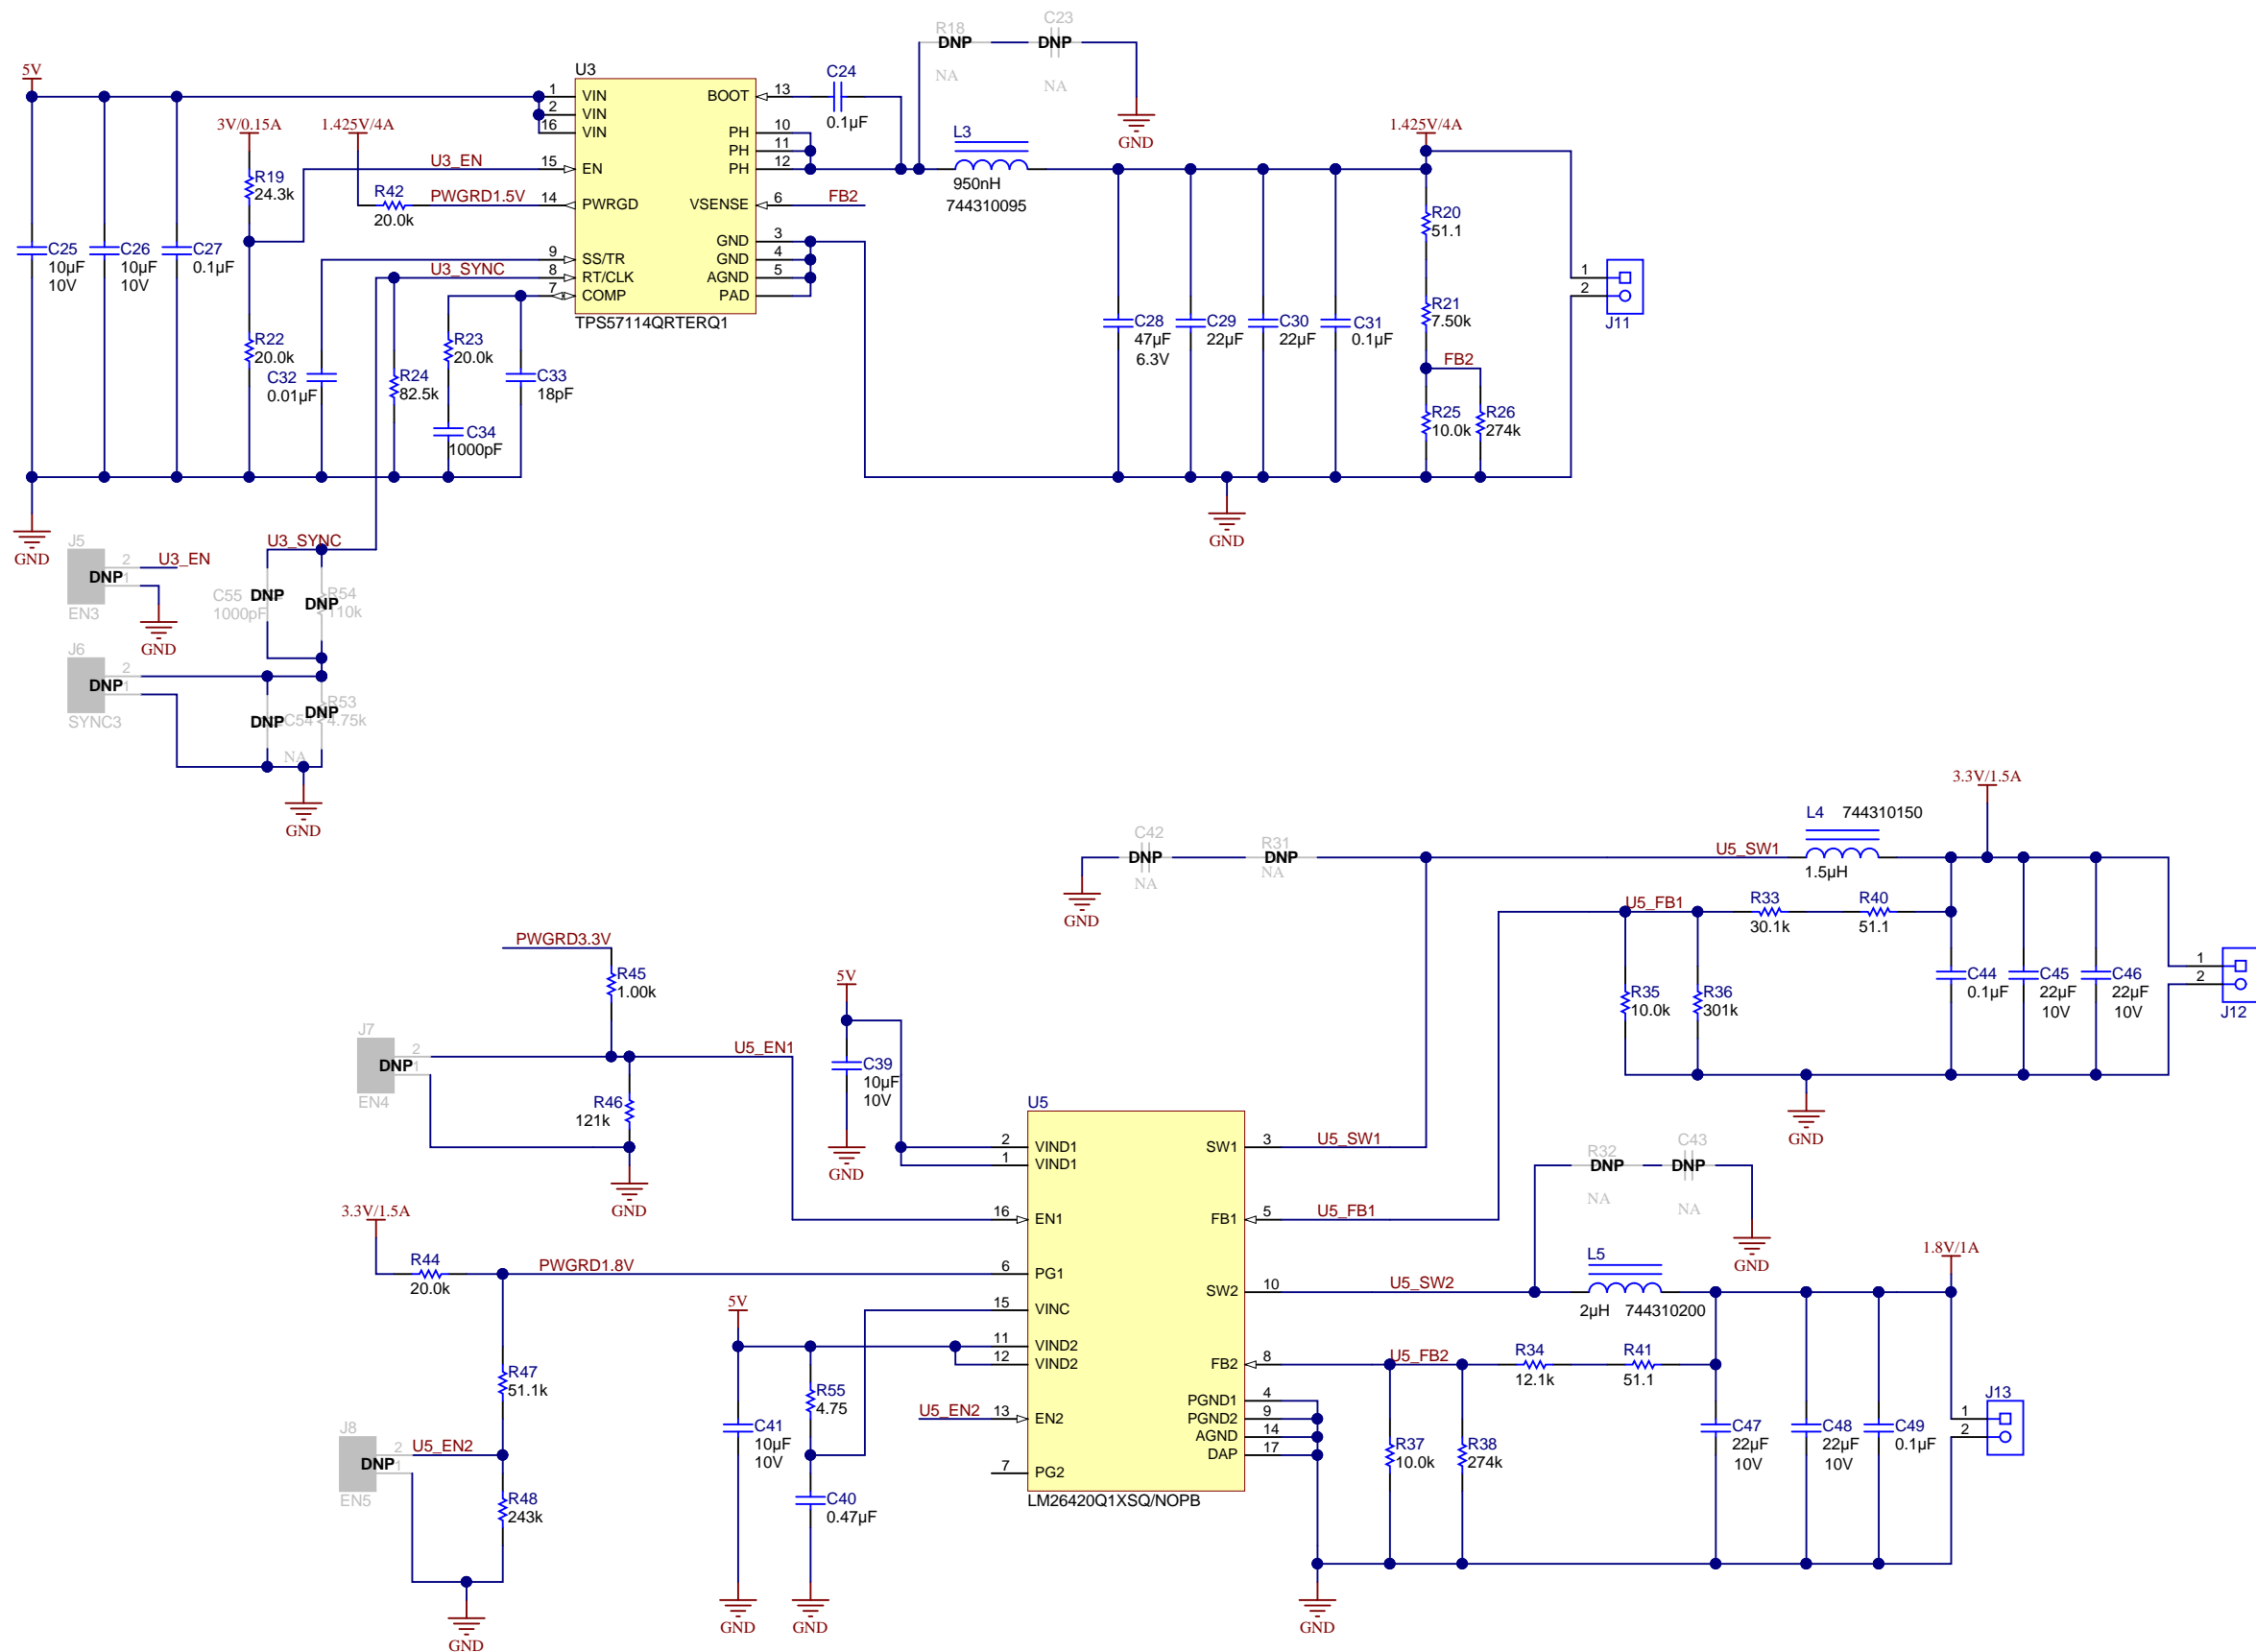 5V
3V/0.15A
1.425V/4A
U3
1
VIN
2
VIN
16
VIN
U3_EN
15
EN
PWGRD1.5V
14
PWRGD
9
SS/TR
U3_SYNC
8
RT/CLK
7
COMP
BOOT
13
PH
10
PH
11
PH
12
VSENSE
6
FB2
GND
3
GND
4
AGND
5
PAD
TPS57114QRTERQ1
R19
24.3k
R42
20.0k
C25
10µF
10V
C26
10µF
10V
C27
0.1µF
R22
20.0k
C32
0.01µF
R24
82.5k
R23
20.0k
C34
1000pF
C33
18pF
GND
C24
0.1µF
R18
DNP
NA
C23
DNP
NA
GND
L3
950nH
744310095
1.425V/4A
C28
47µF
6.3V
C29
22µF
C30
22µF
C31
0.1µF
R20
51.1
R21
7.50k
FB2
R25
10.0k
R26
274k
GND
1
2
J11
J5
2
U3_EN
DNP
1
EN3
GND
U3_SYNC
C55
DNP
1000pF
R54
DNP
110k
J6
2
DNP
1
SYNC3
DNP
C54
NA
R53
DNP
4.75k
GND
3.3V/1.5A
C42
DNP
NA
R31
DNP
NA
GND
U5_SW1
L4
744310150
1.5µH
U5_FB1
R33
30.1k
R40
51.1
R35
10.0k
R36
301k
C44
0.1µF
C45
22µF
10V
C46
22µF
10V
1
2
J12
GND
PWGRD3.3V
R45
1.00k
J7
2
DNP
1
EN4
U5_EN1
R46
121k
GND
5V
C39
10µF
10V
GND
U5
2
VIND1
1
VIND1
16
EN1
6
PG1
15
VINC
11
VIND2
12
VIND2
U5_EN2
13
EN2
7
PG2
SW1
3
U5_SW1
FB1
5
U5_FB1
SW2
10
U5_SW2
FB2
8
U5_FB2
PGND1
4
PGND2
9
AGND
14
DAP
17
LM26420Q1XSQ/NOPB
3.3V/1.5A
R44
20.0k
PWGRD1.8V
R47
51.1k
J8
2
U5_EN2
DNP
1
EN5
R48
243k
GND
5V
C41
10µF
10V
GND
R55
4.75
C40
0.47µF
GND
R32
DNP
NA
C43
DNP
NA
GND
L5
2µH
744310200
1.8V/1A
R34
12.1k
R41
51.1
R37
10.0k
R38
274k
C47
22µF
10V
C48
22µF
10V
C49
0.1µF
J13
1
2
GND